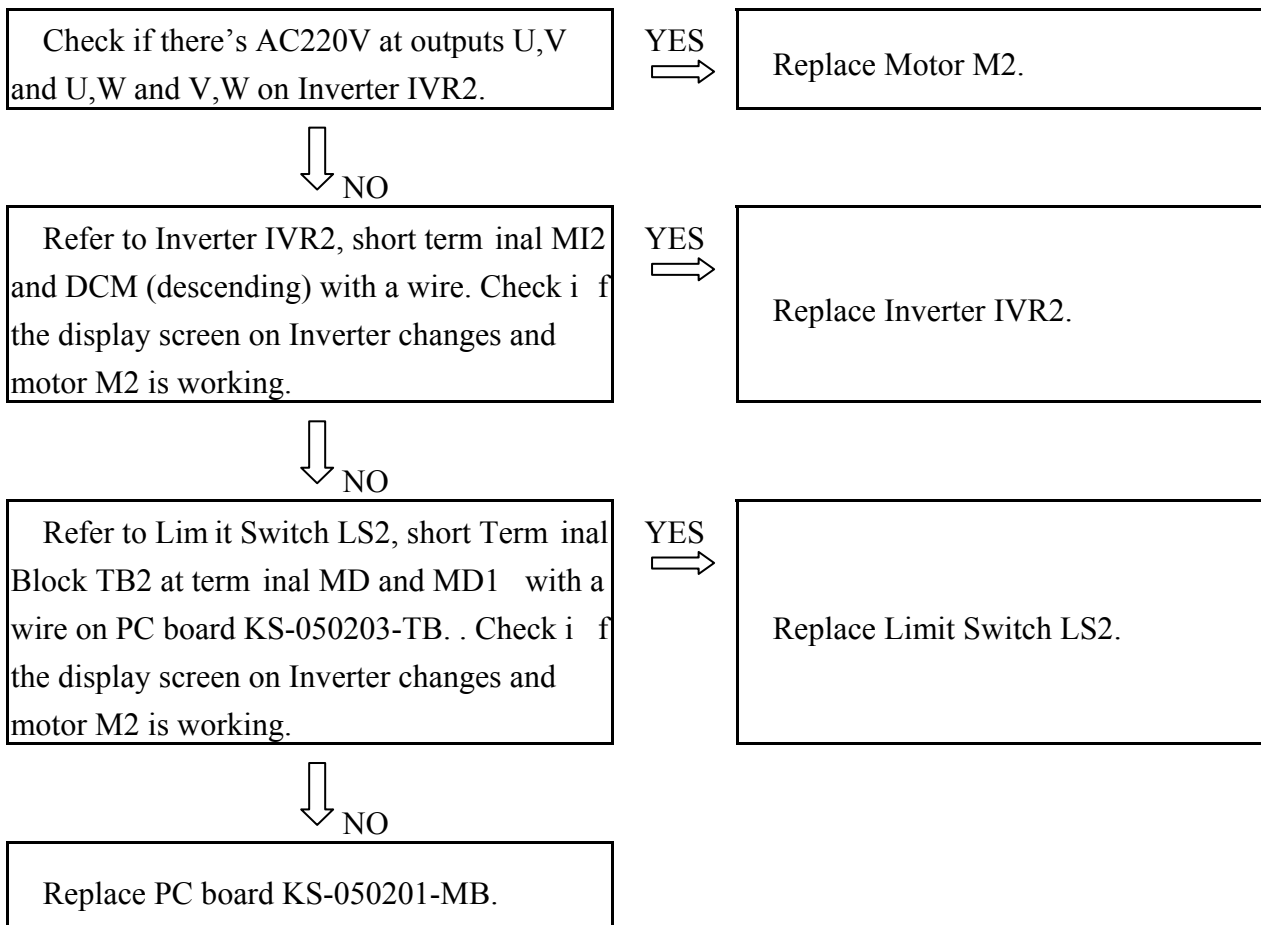 Check if there's AC220V at outputs U,V
and U,W and V,W on Inverter IVR2.
YES
Replace Motor M2.
NO
Refer to Inverter IVR2, short term inal MI2
and DCM (descending) with a wire. Check i f
the display screen on Inverter changes and
motor M2 is working.
YES
Replace Inverter IVR2.
NO
Refer to Lim it Switch LS2, short Term inal
Block TB2 at term inal MD and MD1 with a
wire on PC board KS-050203-TB. . Check i f
the display screen on Inverter changes and
motor M2 is working.
YES
Replace Limit Switch LS2.
NO
Replace PC board KS-050201-MB.